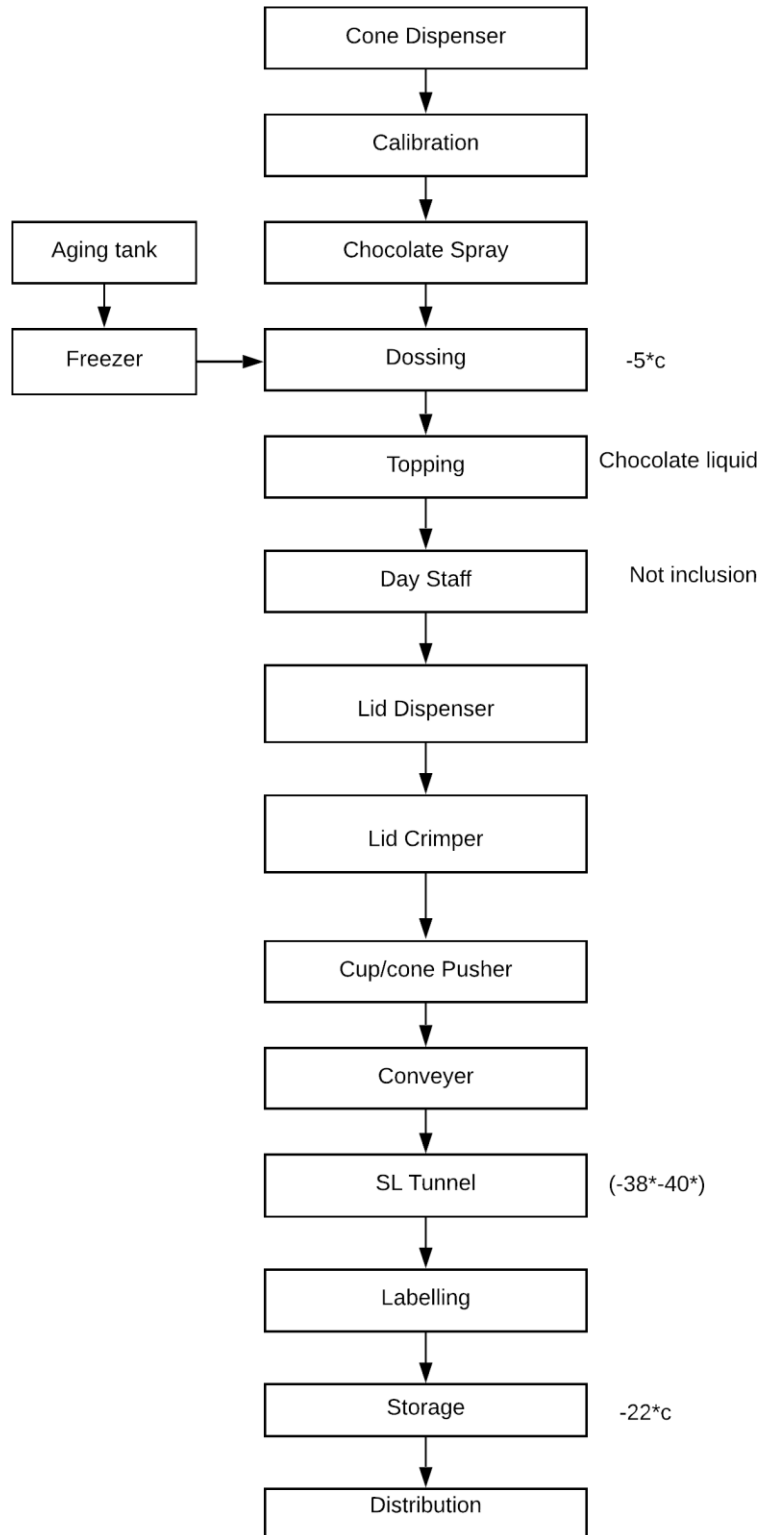 Cone Dispenser
Calibration
Aging tank
Chocolate Spray
Freezer
Dossing
-5*c
Topping
Chocolate liquid
Day Staff
Not inclusion
Lid Dispenser
Lid Crimper
Cup/cone Pusher
Conveyer
SL Tunnel
(-38*-40*)
Labelling
Storage
-22*c
Distribution